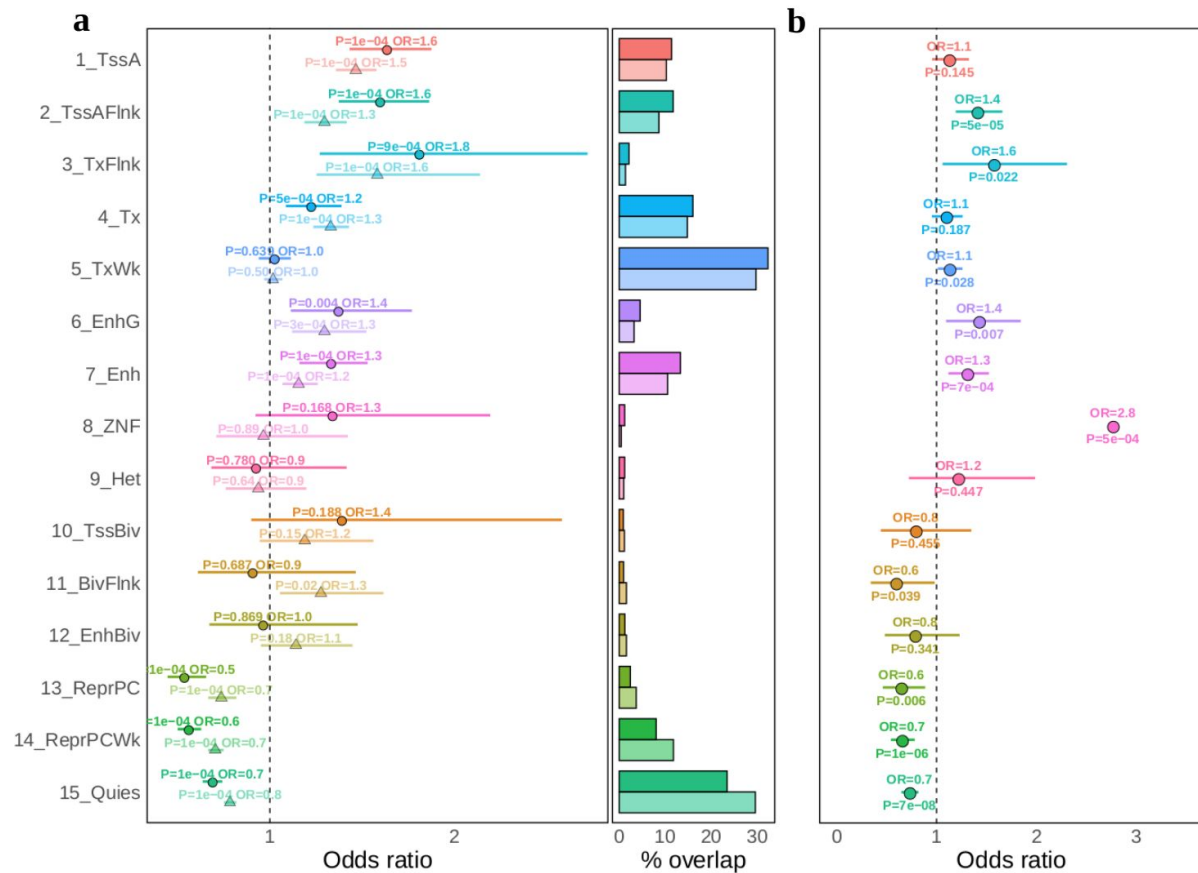 a
b
1_TssA
P=1e−04 OR=1.6
P=1e−04 OR=1.5
OR=1.1
P=0.145
2_TssAFlnk
P=1e−04 OR=1.6
P=1e−04 OR=1.3
OR=1.4
P=5e−05
3_TxFlnk
P=9e−04 OR=1.8
P=1e−04 OR=1.6
OR=1.6
P=0.022
4_Tx
P=5e−04 OR=1.2
P=1e−04 OR=1.3
OR=1.1
P=0.187
5_TxWk
P=0.639 OR=1.0
P=0.50 OR=1.0
OR=1.1
P=0.028
6_EnhG
P=0.004 OR=1.4
P=3e−04 OR=1.3
OR=1.4
P=0.007
7_Enh
P=1e−04 OR=1.3
P=1e−04 OR=1.2
OR=1.3
P=7e−04
8_ZNF
P=0.168 OR=1.3
P=0.89 OR=1.0
OR=2.8
P=5e−04
9_Het
P=0.780 OR=0.9
P=0.64 OR=0.9
OR=1.2
P=0.447
10_TssBiv
P=0.188 OR=1.4
P=0.15 OR=1.2
OR=0.8
P=0.455
11_BivFlnk
P=0.687 OR=0.9
P=0.02 OR=1.3
OR=0.6
P=0.039
12_EnhBiv
P=0.869 OR=1.0
P=0.18 OR=1.1
OR=0.8
P=0.341
13_ReprPC
1e−04 OR=0.5
P=1e−04 OR=0.7
OR=0.6
P=0.006
14_ReprPCWk
1e−04 OR=0.6
P=1e−04 OR=0.7
OR=0.7
P=1e−06
15_Quies
P=1e−04 OR=0.7
P=1e−04 OR=0.8
OR=0.7
P=7e−08
1 2
0 10 20 30
0 1 2 3
Odds ratio
% overlap
Odds ratio